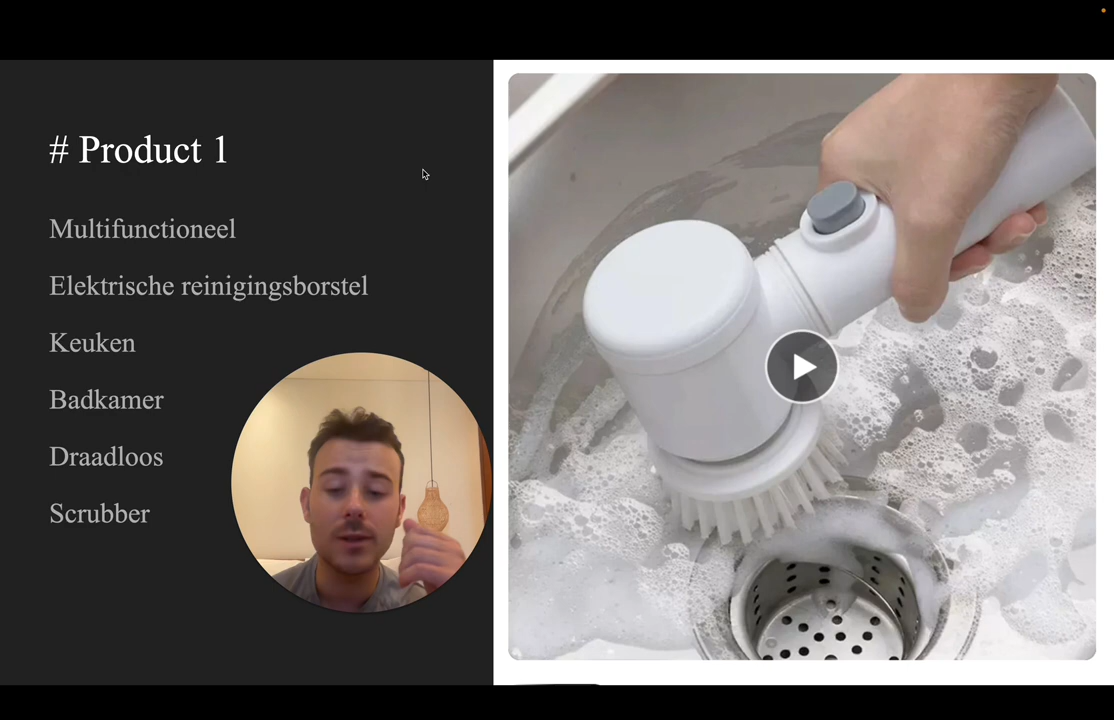 # Product 1
Multifunctioneel
Elektrische reinigingsborstel
Keuken
Badkamer
Draadloos
Scrubber